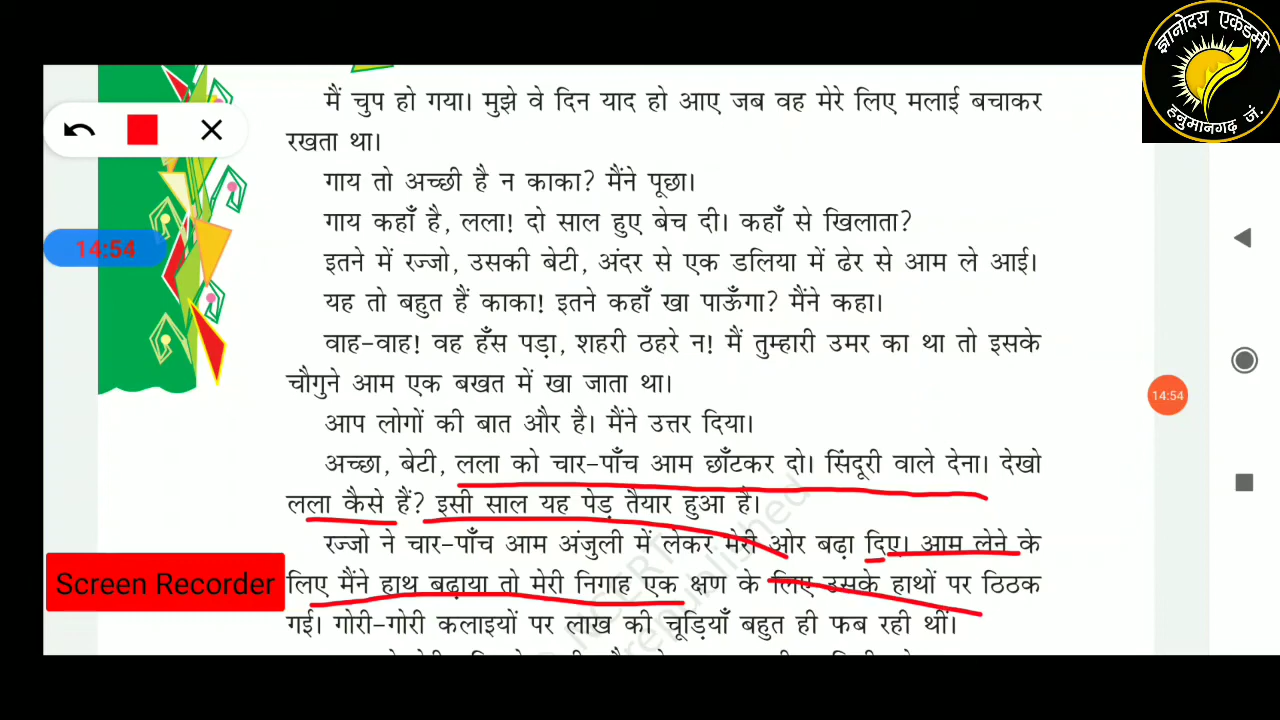 ज्ञानोदय एकेडमी
हनुमानगढ़ जं.
मैं चुप हो गया। मुझे वे दिन याद हो आए जब वह मेरे लिए मलाई बचाकर
रखता था।
गाय तो अच्छी है न काका? मैंने पूछा।
14:54
गाय कहाँ है, लला! दो साल हुए बेच दी। कहाँ से खिलाता?
इतने में रज्जो, उसकी बेटी, अंदर से एक डलिया में ढेर से आम ले आई।
यह तो बहुत हैं काका! इतने कहाँ खा पाऊँगा? मैंने कहा।
वाह-वाह! वह हँस पड़ा, शहरी ठहरे न! मैं तुम्हारी उमर का था तो इसके
चौगुने आम एक बखत में खा जाता था।
14:54
आप लोगों की बात और है। मैंने उत्तर दिया।
अच्छा, बेटी, लला को चार-पाँच आम छाँटकर दो। सिंदूरी वाले देना। देखो
लला कैसे हैं? इसी साल यह पेड़ तैयार हुआ है।
रज्जो ने चार-पाँच आम अंजुली में लेकर मेरी ओर बढ़ा दिए। आम लेने के
Screen Recorder
लिए मैंने हाथ बढ़ाया तो मेरी निगाह एक क्षण के लिए उसके हाथों पर ठिठक
गई। गोरी-गोरी कलाइयों पर लाख की चूड़ियाँ बहुत ही फब रही थीं।